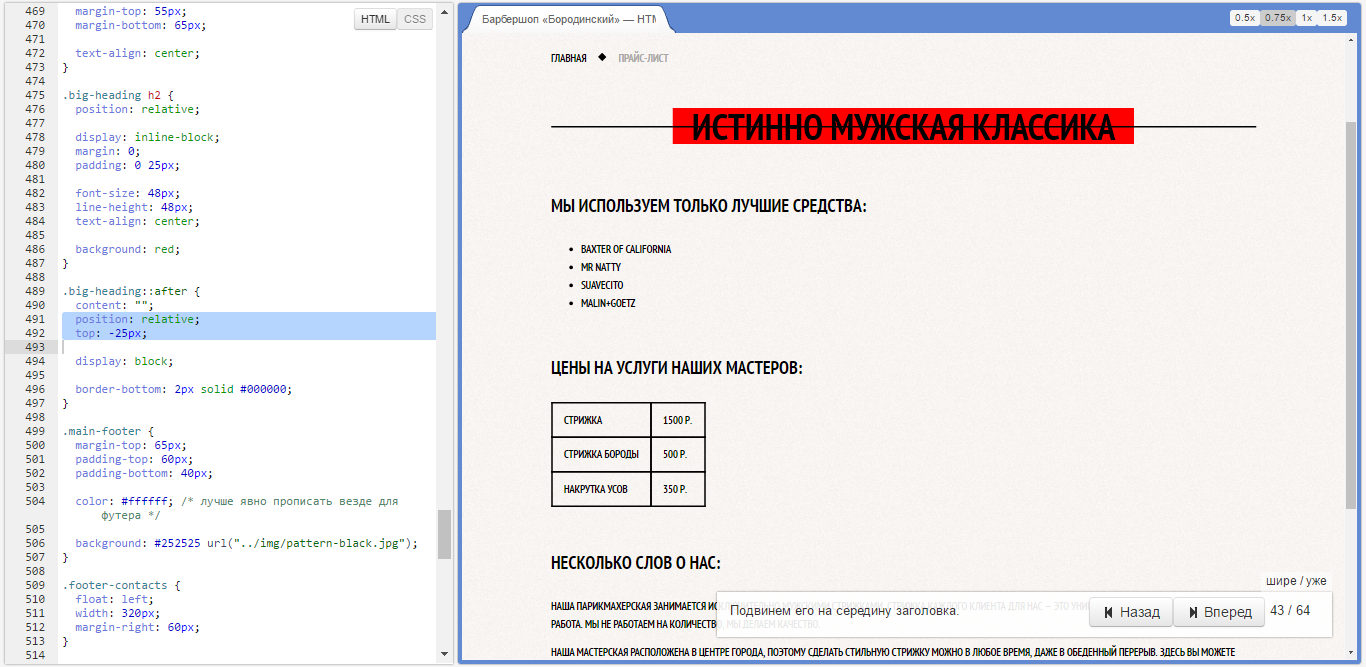 469 margin-top: 55px;
470 margin-bottom: 65px;
471
472 text-align: center;
473 }
474
475 .big-heading h2 {
476 position: relative;
477
478 display: inline-block;
479 margin: 0;
480 padding: 0 25px;
481
482 font-size: 48px;
483 line-height: 48px;
484 text-align: center;
485
486 background: red;
487 }
488
489 .big-heading::after {
490 content: "";
491 position: relative;
492 top: -25px;
493
494 display: block;
495
496 border-bottom: 2px solid #000000;
497 }
498
499 .main-footer {
500 margin-top: 65px;
501 padding-top: 60px;
502 padding-bottom: 40px;
503
504 color: #ffffff; /* лучше явно прописать везде для
футера */
505
506 background: #252525 url("../img/pattern-black.jpg");
507 }
508
509 .footer-contacts {
510 float: left;
511 width: 320px;
512 margin-right: 60px;
513 }
514
HTML CSS
Барбершоп «Бородинский» — HTM
0.5x 0.75x 1x 1.5x
ГЛАВНАЯ ◆ ПРАЙС-ЛИСТ
ИСТИННО МУЖСКАЯ КЛАССИКА
МЫ ИСПОЛЬЗУЕМ ТОЛЬКО ЛУЧШИЕ СРЕДСТВА:
• BAXTER OF CALIFORNIA
• MR NATTY
• SUAVECITO
• MALIN+GOETZ
ЦЕНЫ НА УСЛУГИ НАШИХ МАСТЕРОВ:
СТРИЖКА 1500 Р.
СТРИЖКА БОРОДЫ 500 Р.
НАКРУТКА УСОВ 350 Р.
НЕСКОЛЬКО СЛОВ О НАС:
НАША ПАРИКМАХЕРСКАЯ ЗАНИМАЕТСЯ ИСКЛЮЧИТЕЛЬНО МУЖСКИМИ СТРИЖКАМИ. СТРИЖКА КАЖДОГО КЛИЕНТА ДЛЯ НАС — ЭТО
РАБОТА. МЫ НЕ РАБОТАЕМ НА КОЛИЧЕСТВО, МЫ ДЕЛАЕМ КАЧЕСТВО.
НАША МАСТЕРСКАЯ РАСПОЛОЖЕНА В ЦЕНТРЕ ГОРОДА, ПОЭТОМУ СДЕЛАТЬ СТИЛЬНУЮ СТРИЖКУ МОЖНО В ЛЮБОЕ ВРЕМЯ, ДАЖЕ В ОБЕДЕННЫЙ ПЕРЕРЫВ. ЗДЕСЬ ВЫ МОЖЕТЕ
шире / уже
Подвинем его на середину заголовка.
Назад Вперед 43 / 64